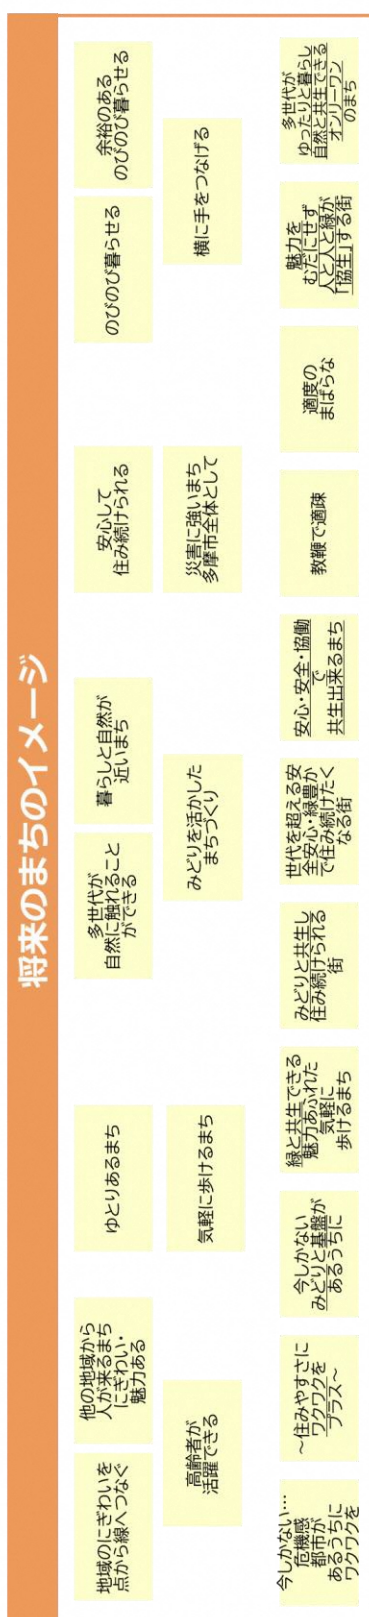 将来のまちのイメージ
地域のにぎわいを
点から線へつなぐ
他の地域から
人が来るまち
にぎわい・
魅力ある
ゆとりあるまち
多世代が
自然に触れること
ができる
暮らしと自然が
近いまち
安心して
住み続けられる
のびのび暮らせる
余裕のある
のびのび暮らせる
高齢者が
活躍できる
気軽に歩けるまち
みどりを活かした
まちづくり
災害に強いまち
多摩市全体として
横に手をつなげる
今しかない…
危機感
都市が
あるうちに
ワクワクを
～住みやすさに
ワクワクを
プラス～
今しかない
みどりと基盤が
あるうちに
緑と共生できる
魅力あふれた
気軽に
歩けるまち
みどりと共生し
住み続けられる
街
世代を超える安
全安心・緑豊か
で住み続けたく
なる街
安心・安全・協働
で
共生出来るまち
教鞭で適疎
適度の
まばらな
魅力を
むだにせず
人と人と緑が
「協生」する街
多世代が
ゆったりと暮らし
自然と共生できる
オンリーワン
のまち